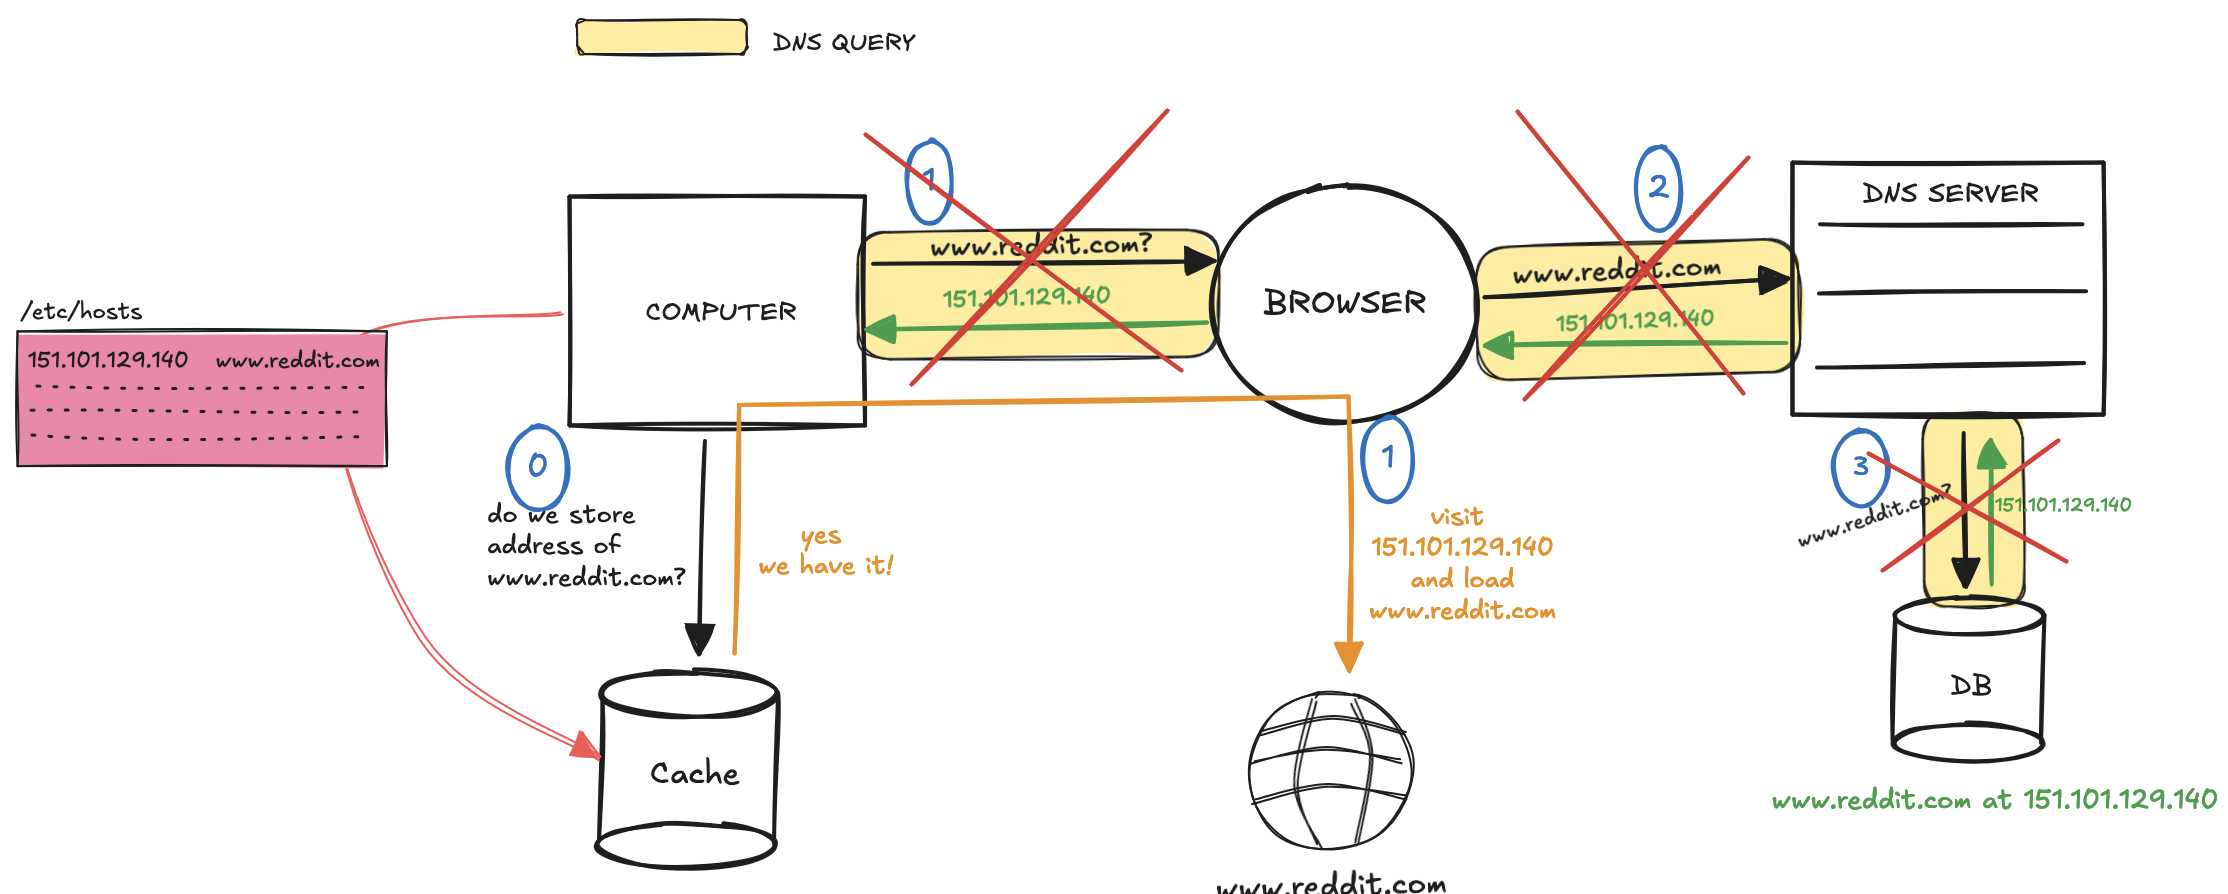 DNS QUERY
1
2
www.reddit.com?
151.101.129.140
www.reddit.com
151.101.129.140
DNS SERVER
COMPUTER
BROWSER
/etc/hosts
151.101.129.140 www.reddit.com
0
do we store
address of
www.reddit.com?
yes
we have it!
1
visit
151.101.129.140
and load
www.reddit.com
3
www.reddit.com?
151.101.129.140
Cache
DB
www.reddit.com at 151.101.129.140
www.reddit.com